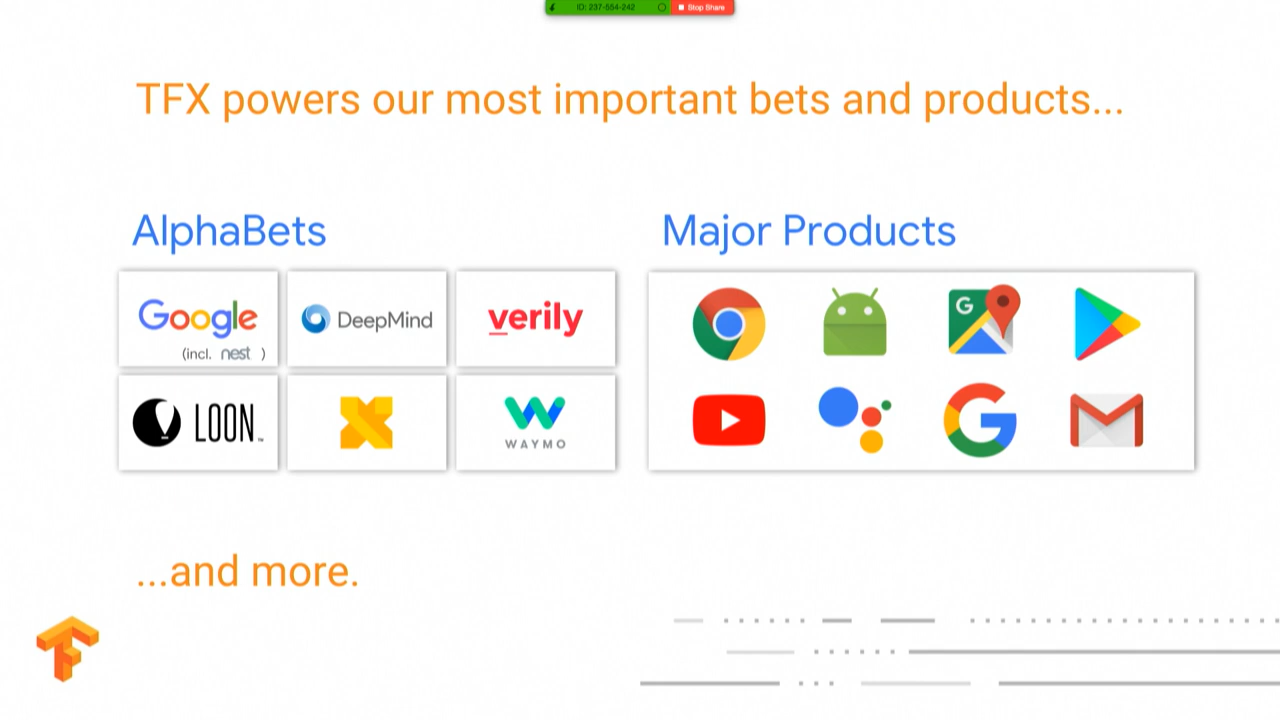 ID: 237-554-242 Stop Share
TFX powers our most important bets and products...
AlphaBets
Major Products
Google
(incl. nest )
DeepMind
verily
LOON™
WAYMO
G
G
...and more.